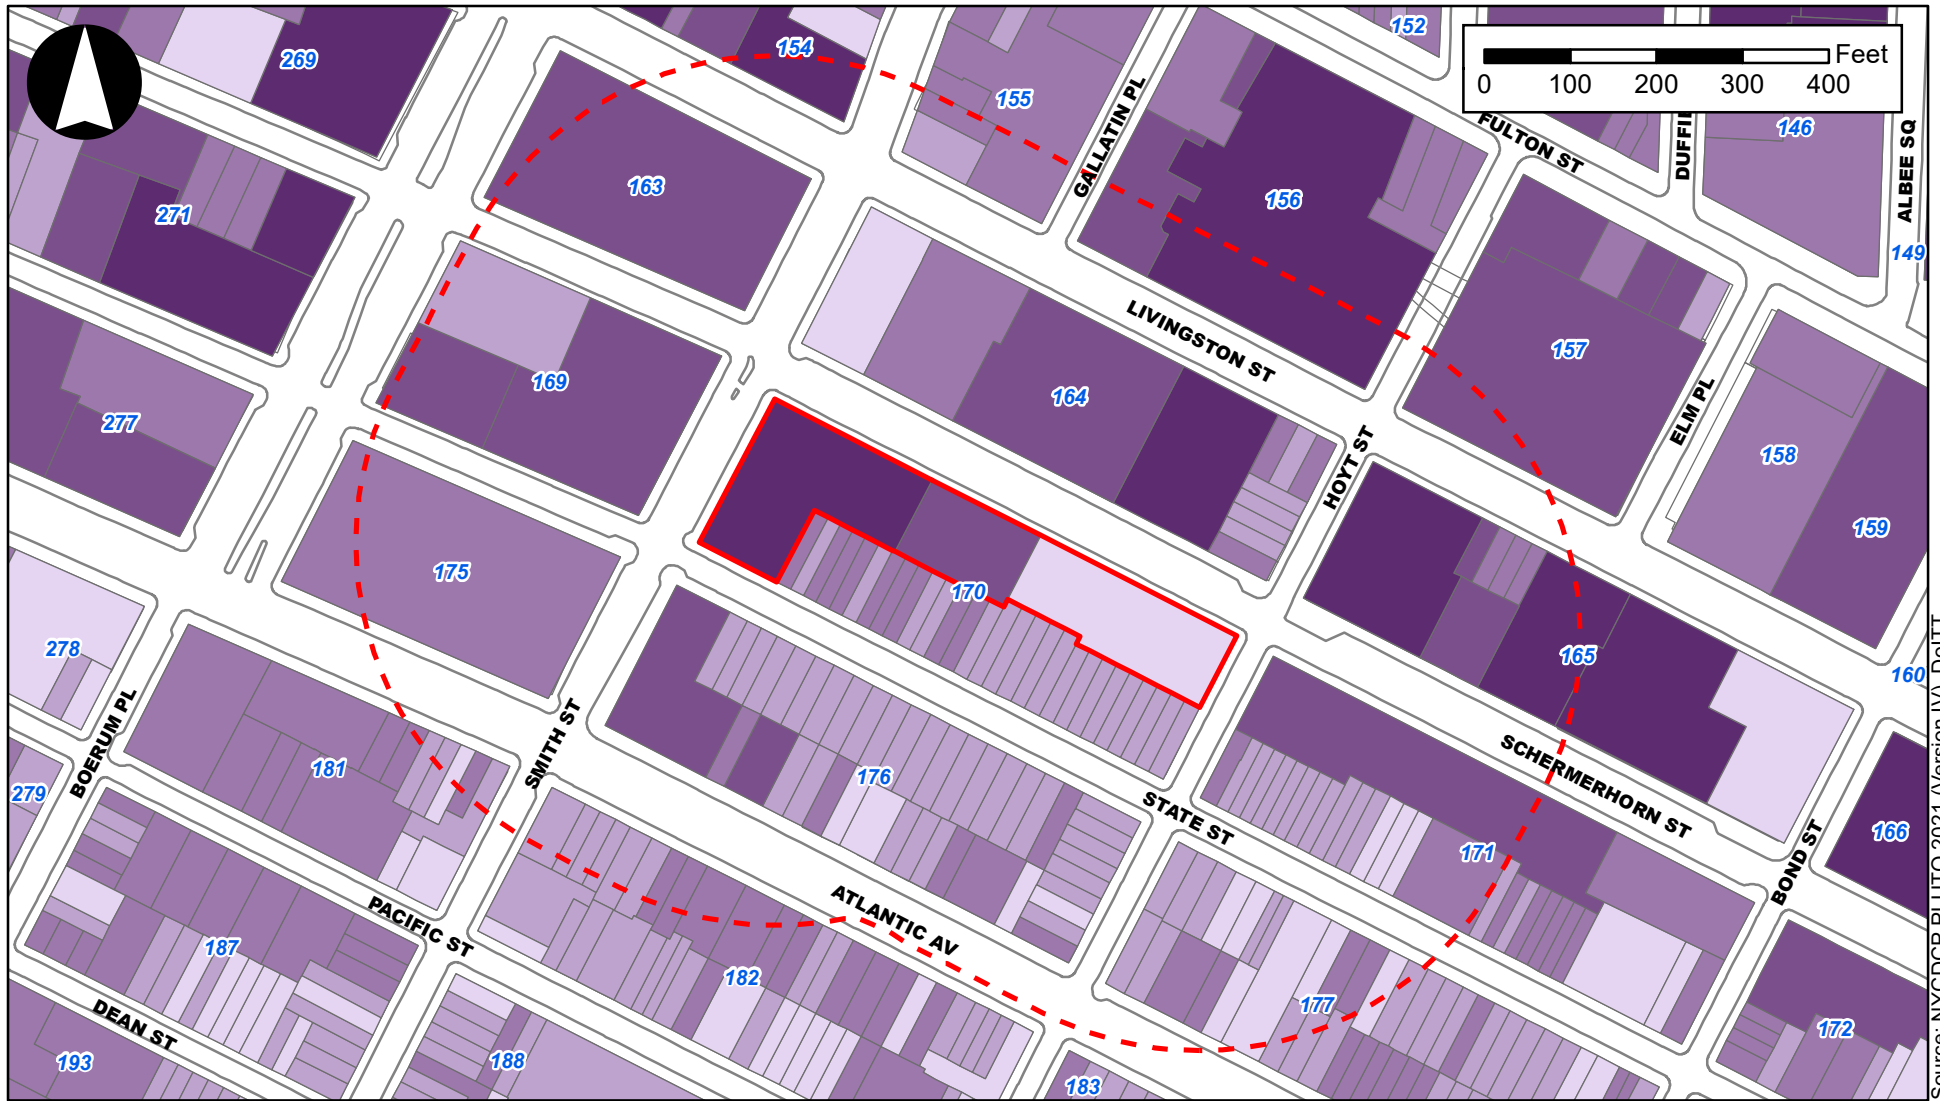 152
269
154
Feet
0 100 200 300 400
155
GALLATIN PL
FULTON ST
146
ALBEE SQ
163
156
271
149
LIVINGSTON ST
157
169
164
ELM PL
277
HOYT ST
158
159
175
170
278
165
160
BOERUM PL
SMITH ST
181
176
SCHERMERHORN ST
279
STATE ST
171
166
BOND ST
ATLANTIC AV
PACIFIC ST
187
182
177
DEAN ST
172
193
188
183